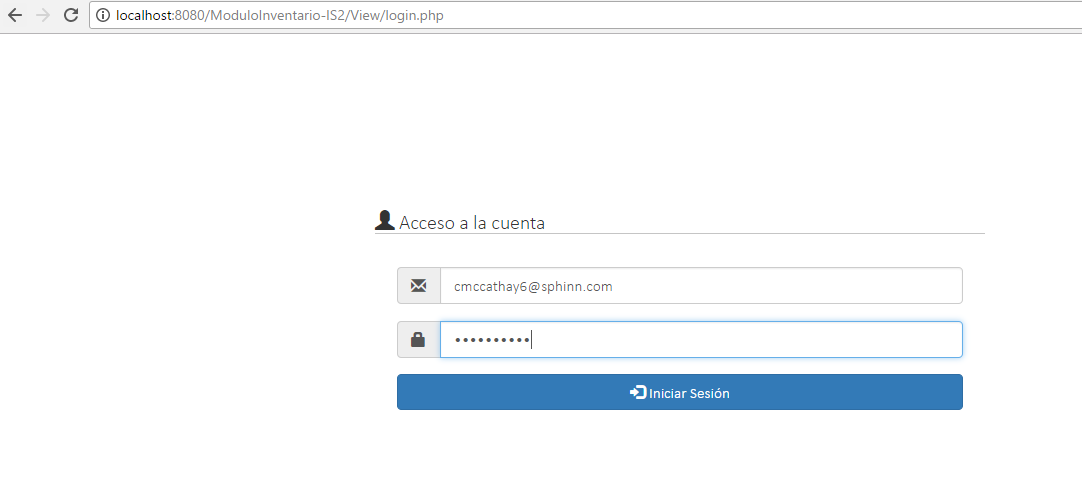 localhost:8080/ModuloInventario-IS2/View/login.php
Acceso a la cuenta
cmccathay6@sphinn.com
••••••••••
Iniciar Sesión